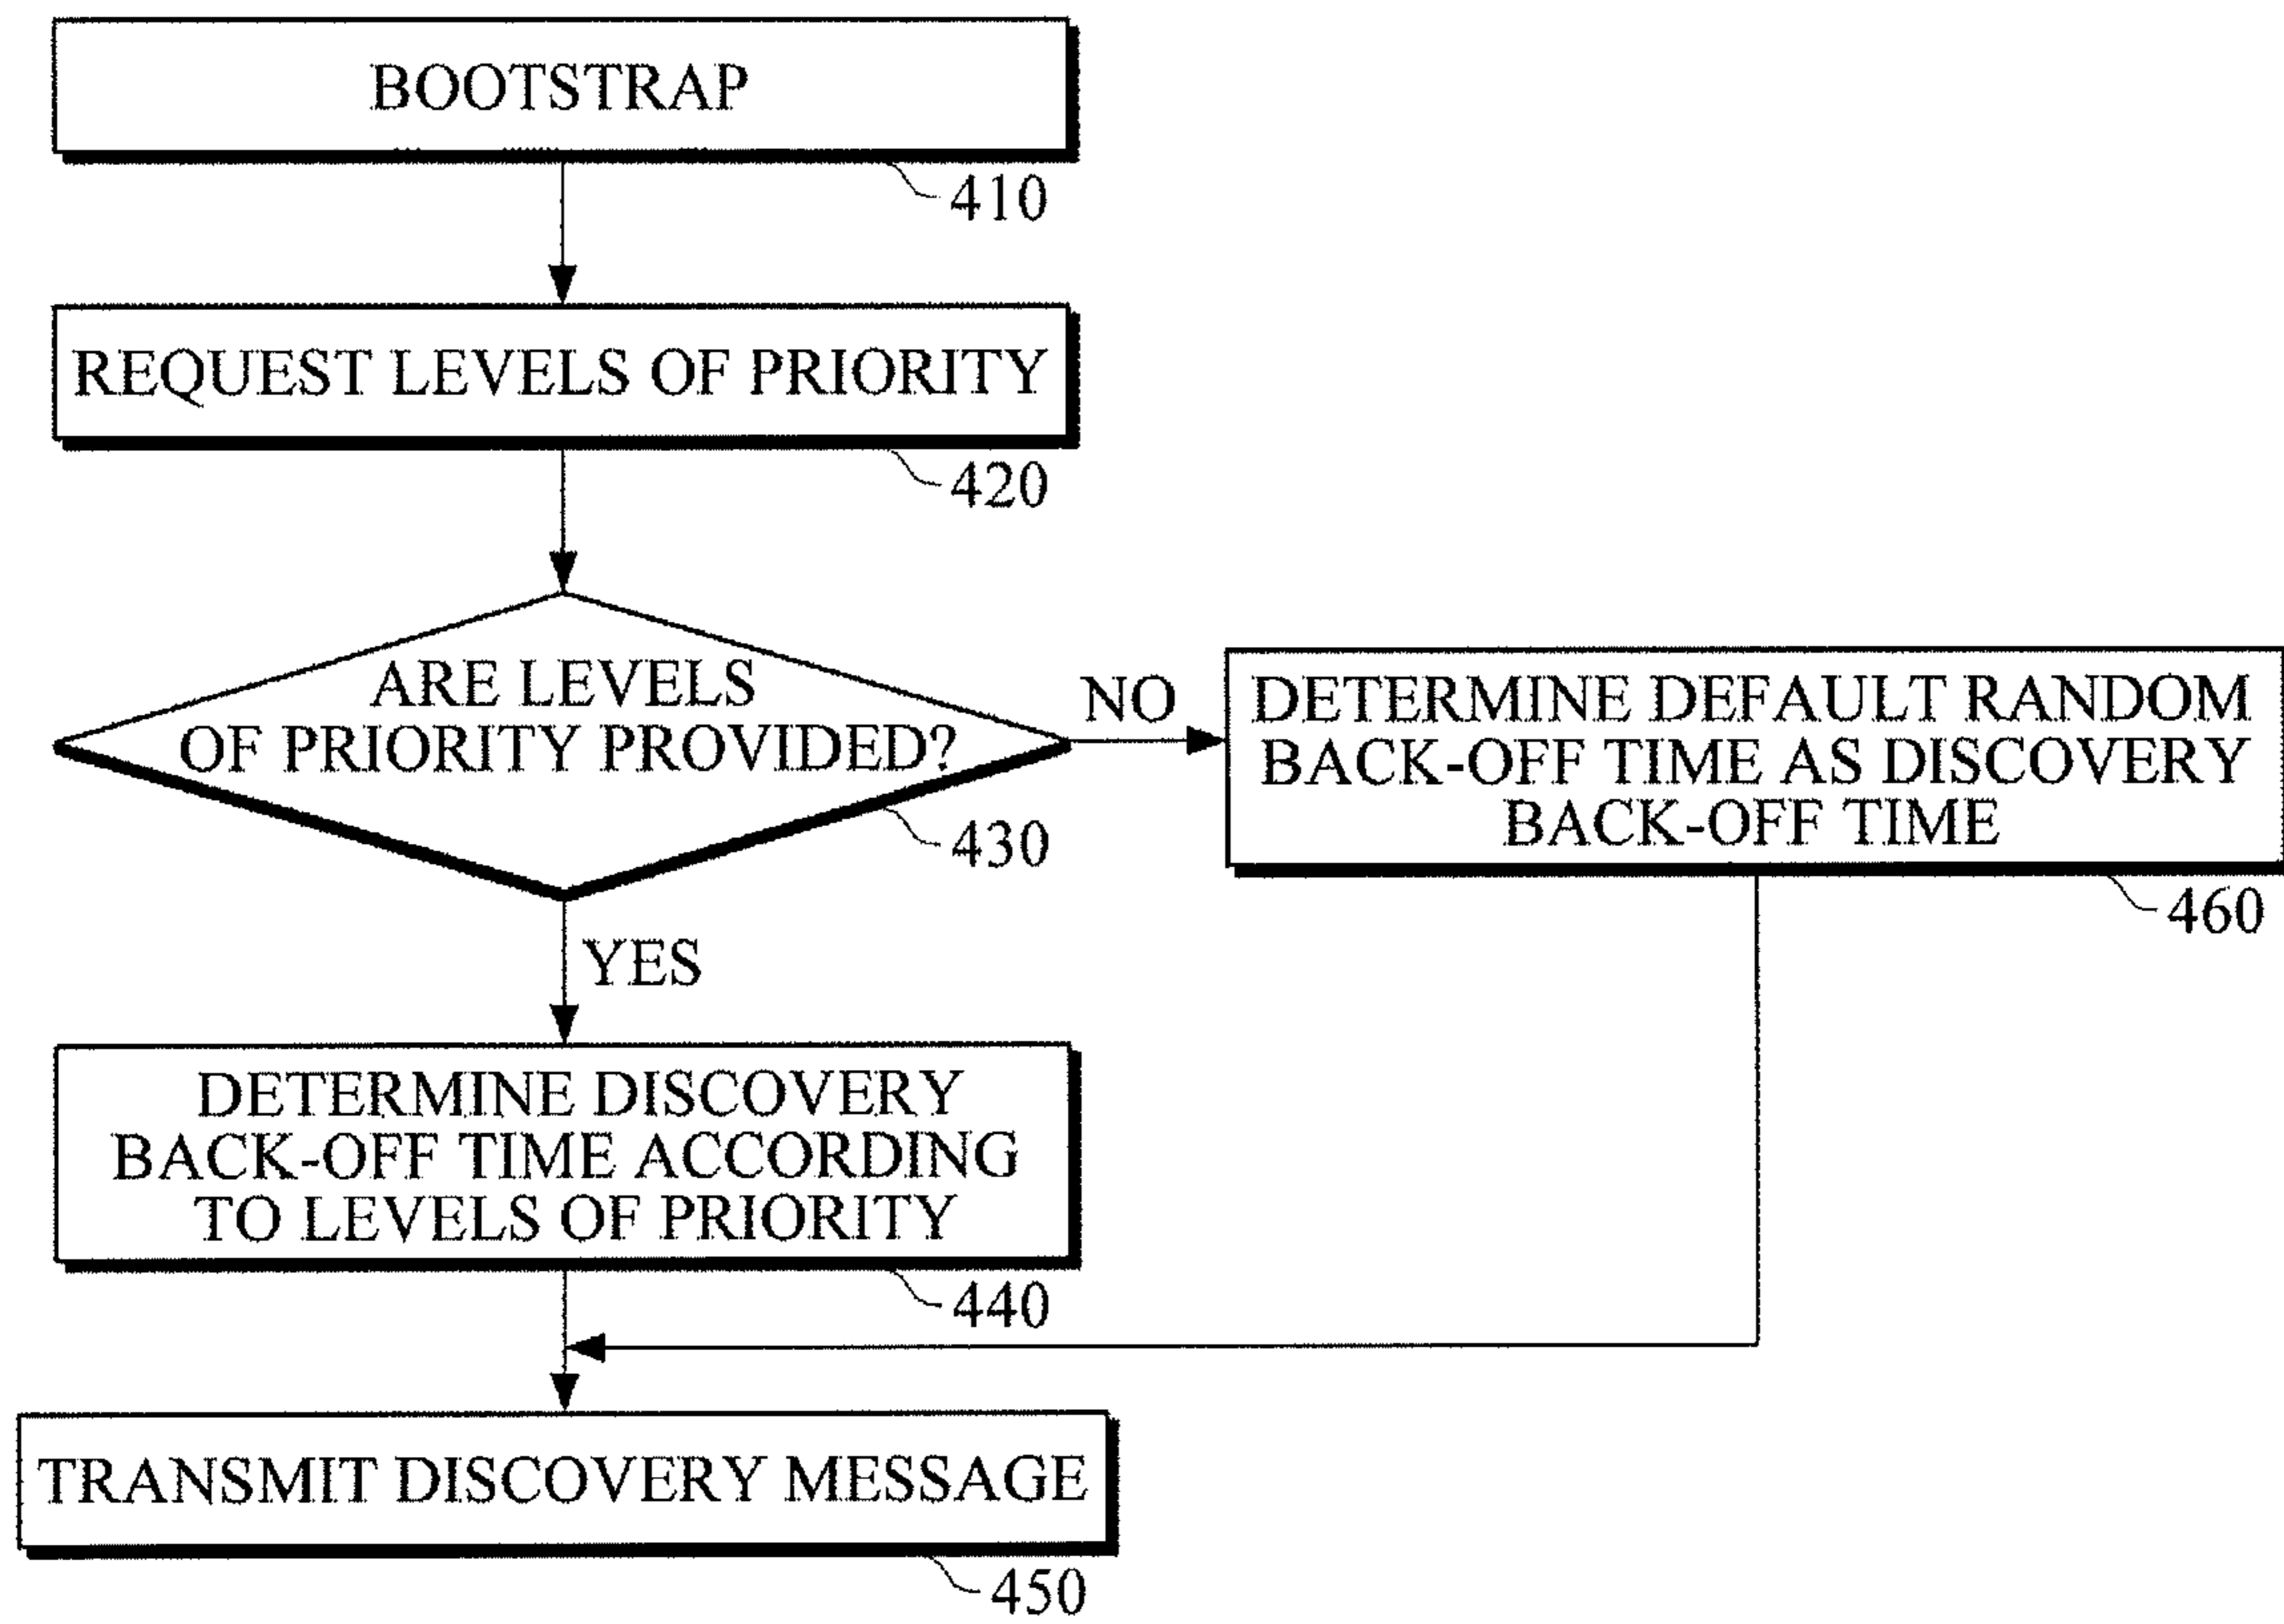 BOOTSTRAP
410
REQUEST LEVELS OF PRIORITY
420
ARE LEVELS
OF PRIORITY PROVIDED?
430
NO
DETERMINE DEFAULT RANDOM
BACK-OFF TIME AS DISCOVERY
BACK-OFF TIME
460
YES
DETERMINE DISCOVERY
BACK-OFF TIME ACCORDING
TO LEVELS OF PRIORITY
440
TRANSMIT DISCOVERY MESSAGE
450